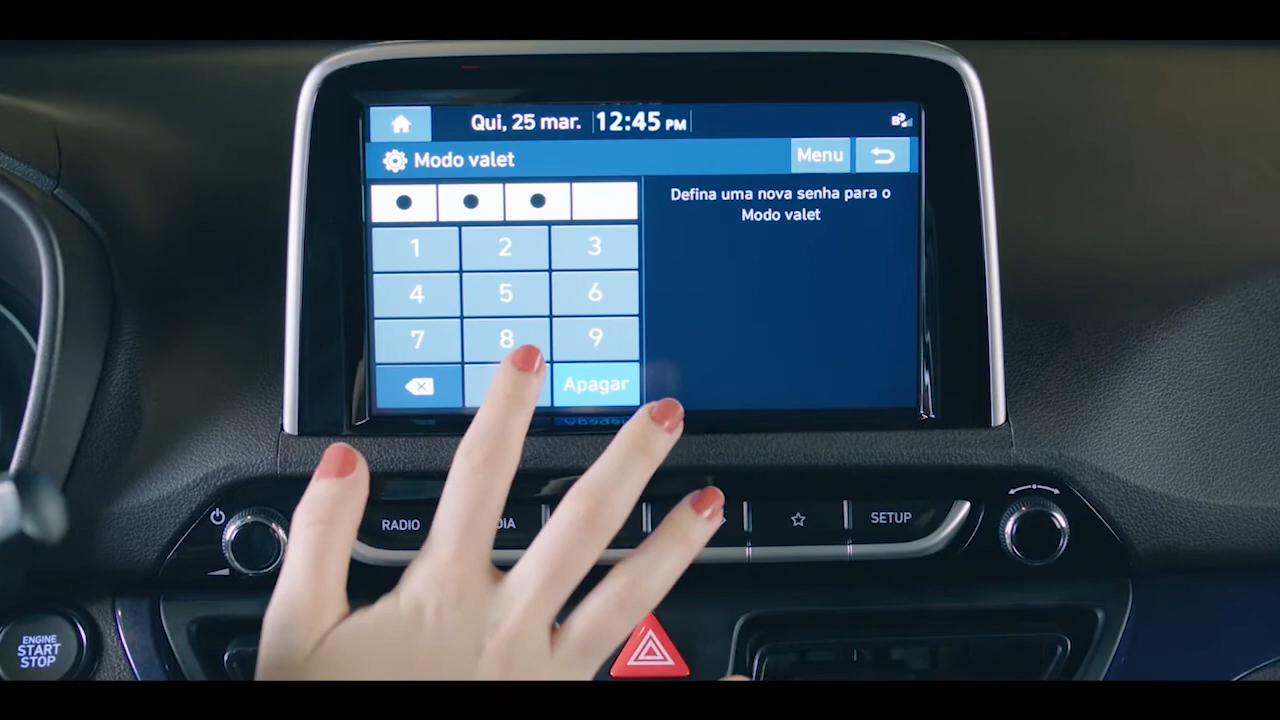 Qui, 25 mar. 12:45 PM
Modo valet Menu
Defina uma nova senha para o
Modo valet
1 2 3
4 5 6
7 8 9
Apagar
RADIO SETUP
ENGINE
START
STOP